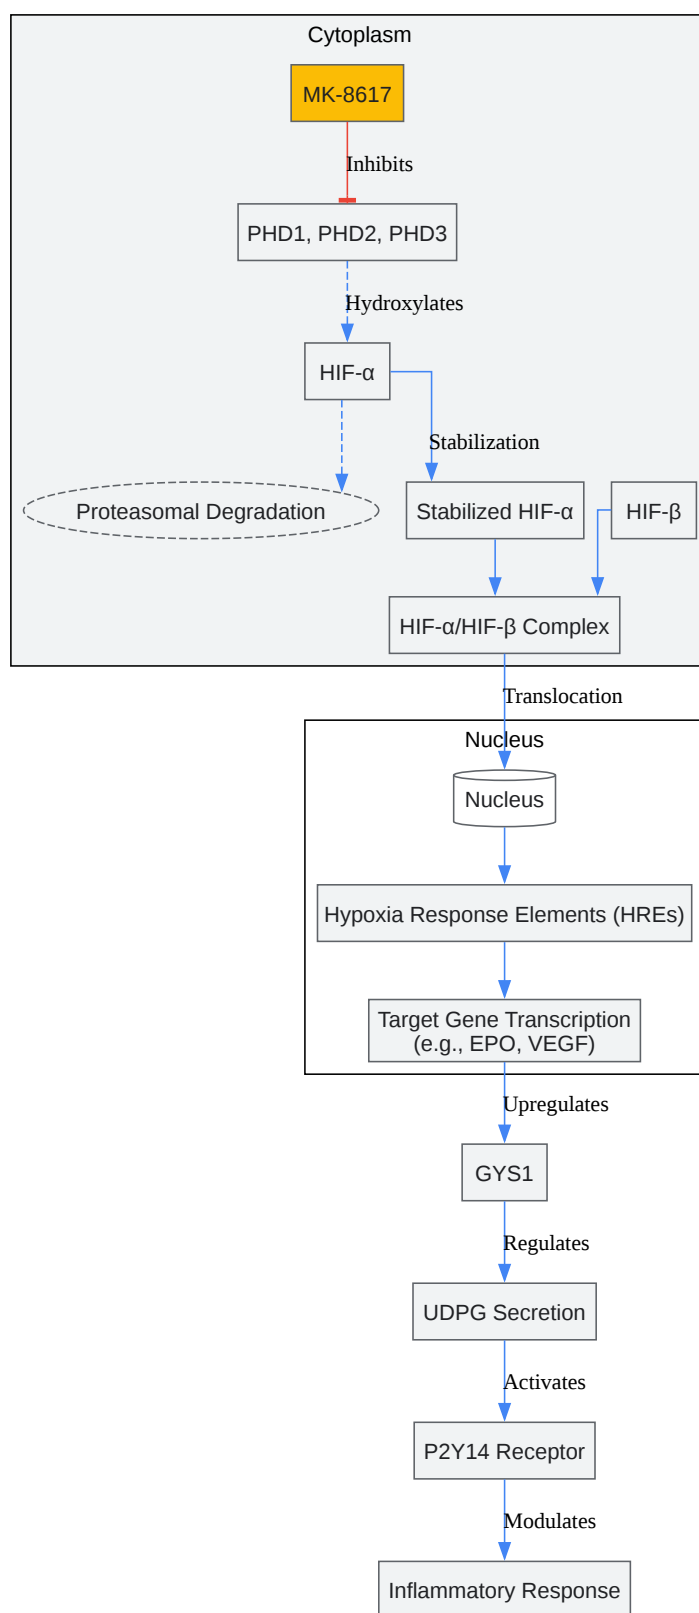 Cytoplasm
MK-8617
Inhibits
PHD1, PHD2, PHD3
Hydroxylates
HIF-α
Stabilization
Proteasomal Degradation
Stabilized HIF-α
HIF-β
HIF-α/HIF-β Complex
Translocation
Nucleus
Nucleus
Hypoxia Response Elements (HREs)
Target Gene Transcription
(e.g., EPO, VEGF)
Upregulates
GYS1
Regulates
UDPG Secretion
Activates
P2Y14 Receptor
Modulates
Inflammatory Response